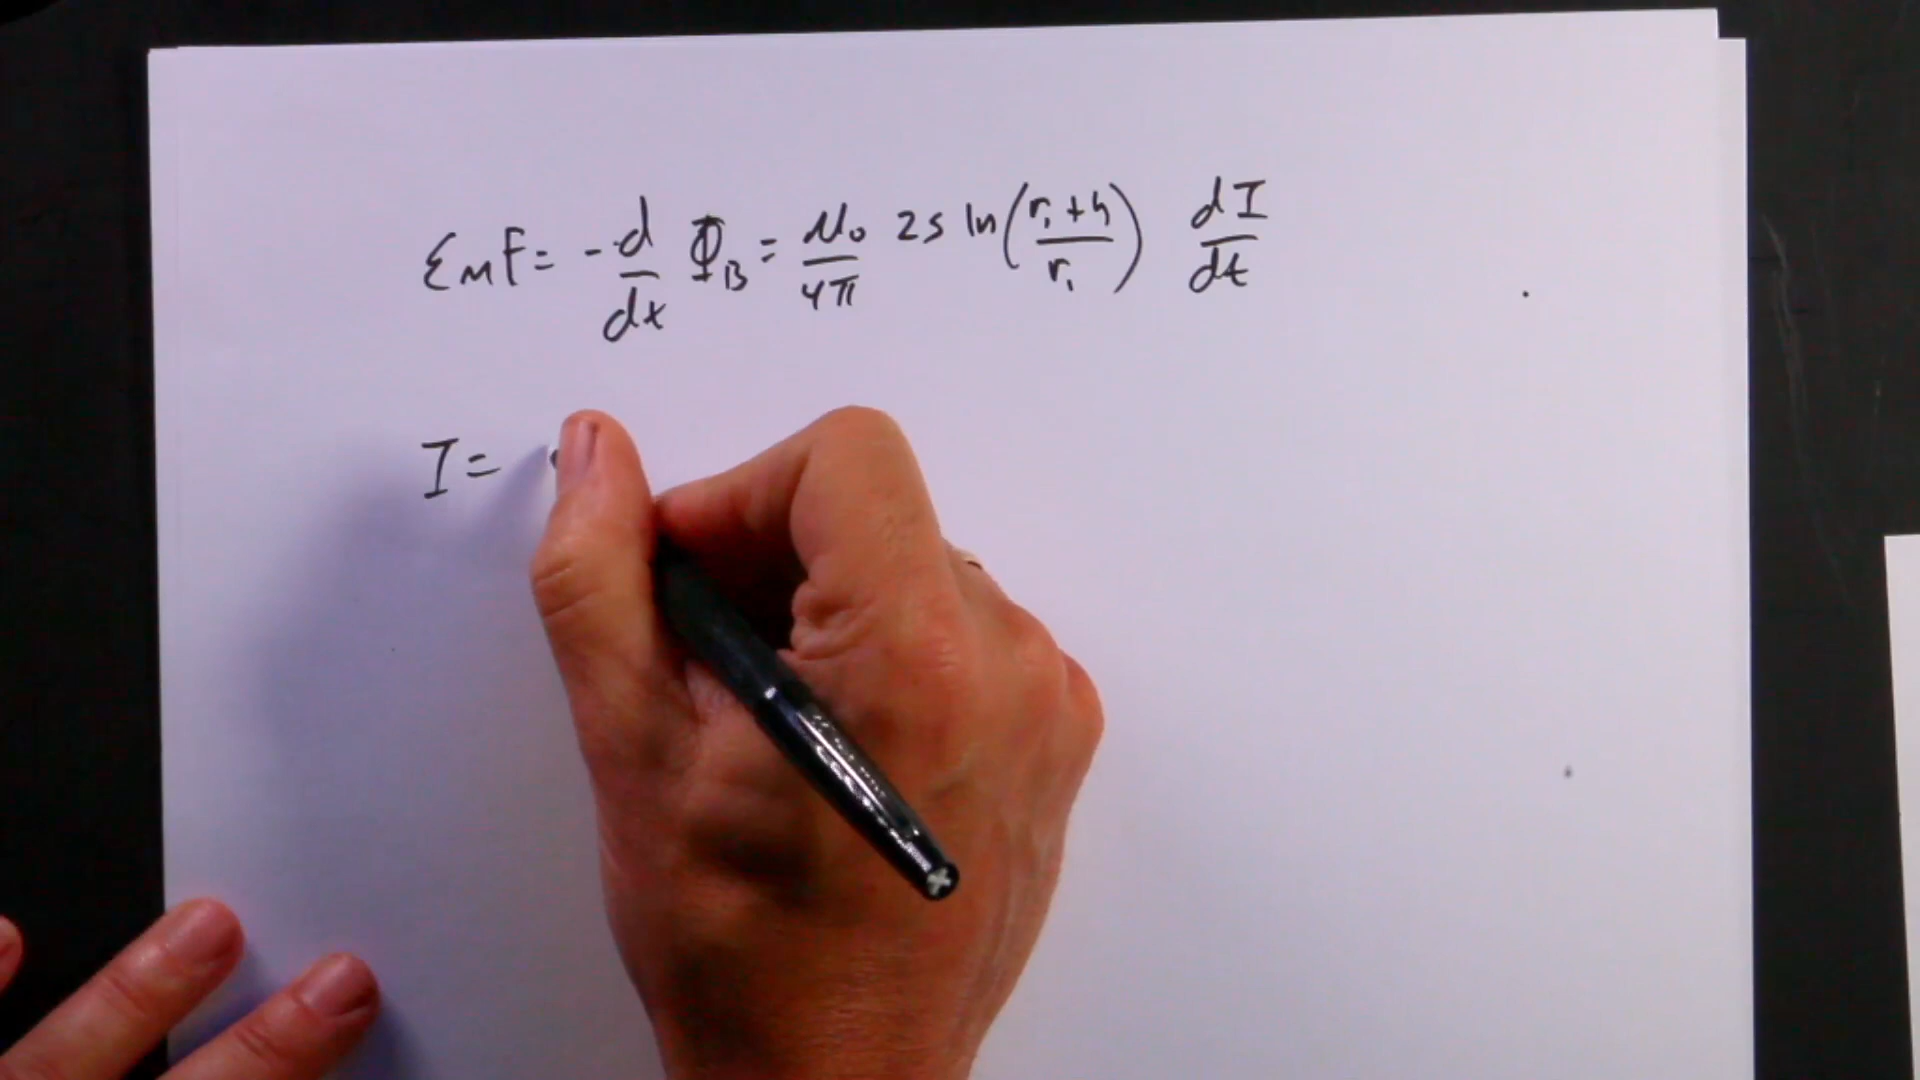 EMF = -d/dt Φ_B = μ₀/4π 2s ln(r₁+h/r₁) dI/dt
I =